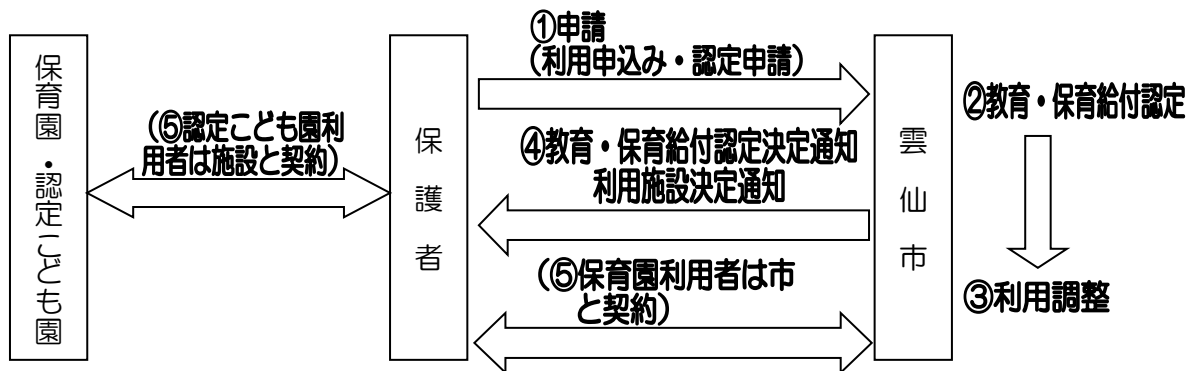 保育園・認定こども園
(⑤認定こども園利
用者は施設と契約)
保護者
①申請
(利用申込み・認定申請)
④教育・保育給付認定決定通知
利用施設決定通知
(⑤保育園利用者は市
と契約)
雲仙市
②教育・保育給付認定
③利用調整